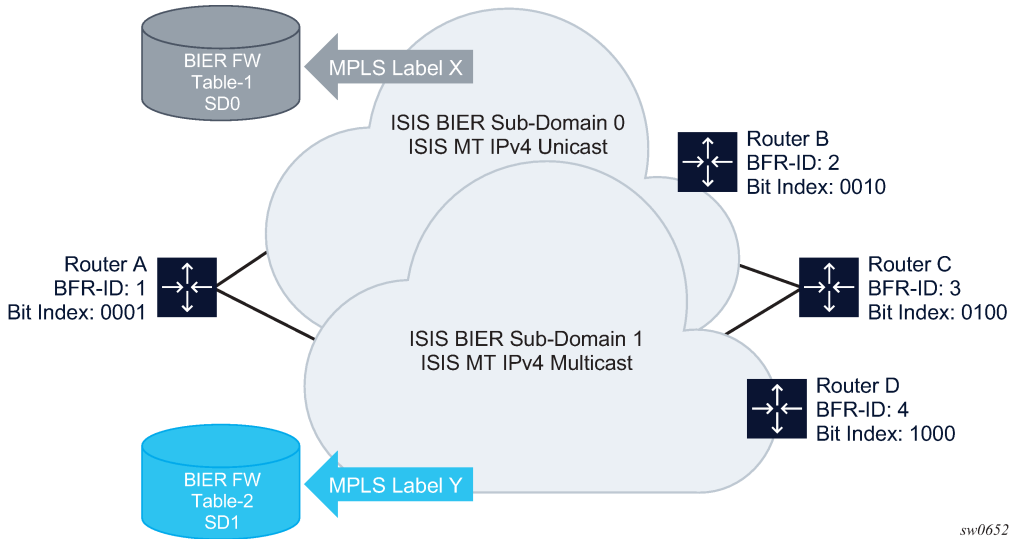 BIER FW
Table-1
SD0
MPLS Label X
ISIS BIER Sub-Domain 0
ISIS MT IPv4 Unicast
Router B
BFR-ID: 2
Bit Index: 0010
Router A
BFR-ID: 1
Bit Index: 0001
Router C
BFR-ID: 3
Bit Index: 0100
ISIS BIER Sub-Domain 1
ISIS MT IPv4 Multicast
Router D
BFR-ID: 4
Bit Index: 1000
BIER FW
Table-2
SD1
MPLS Label Y
sw0652